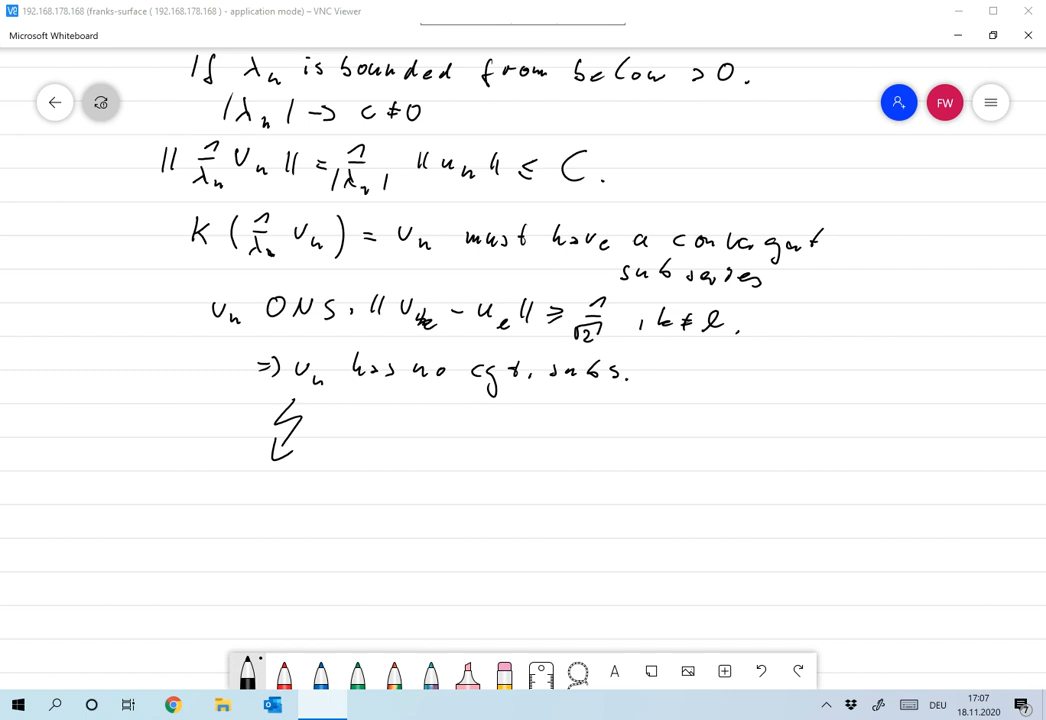 192.168.178.168 (franks-surface ( 192.168.178.168 ) - application mode) – VNC Viewer
Microsoft Whiteboard
If λn is bounded from below > 0.
|λn| -> c ≠ 0
|| 1/λn Un || = 1/|λn| || un || ≤ C.
K ( 1/λn Un ) = Un must have a convergent
subseries
Un ONS, || Uk - ul || ≥ 1/√2 , k ≠ l.
=> Un has no cgt. subs.
FW
A
DEU
17:07
18.11.2020
7